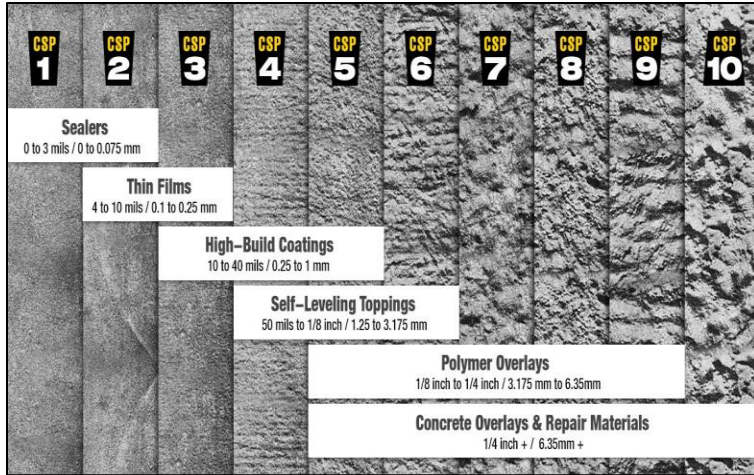 CSP 1
CSP 2
CSP 3
CSP 4
CSP 5
CSP 6
CSP 7
CSP 8
CSP 9
CSP 10
Sealers
0 to 3 mils / 0 to 0.075 mm
Thin Films
4 to 10 mils / 0.1 to 0.25 mm
High-Build Coatings
10 to 40 mils / 0.25 to 1 mm
Self-Leveling Toppings
50 mils to 1/8 inch / 1.25 to 3.175 mm
Polymer Overlays
1/8 inch to 1/4 inch / 3.175 mm to 6.35mm
Concrete Overlays & Repair Materials
1/4 inch + / 6.35mm +